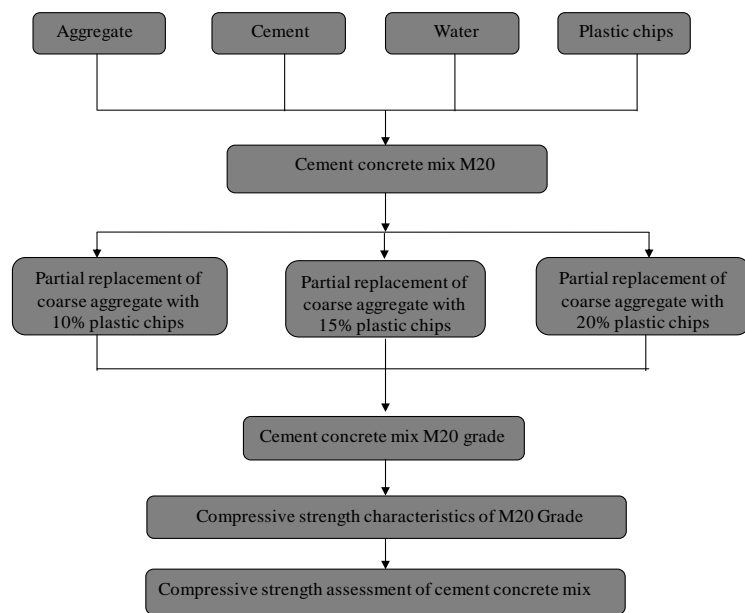 Aggregate
Cement
Water
Plastic chips
Cement concrete mix M20
Partial replacement of
coarse aggregate with
10% plastic chips
Partial replacement of
coarse aggregate with
15% plastic chips
Partial replacement of
coarse aggregate with
20% plastic chips
Cement concrete mix M20 grade
Compressive strength characteristics of M20 Grade
Compressive strength assessment of cement concrete mix